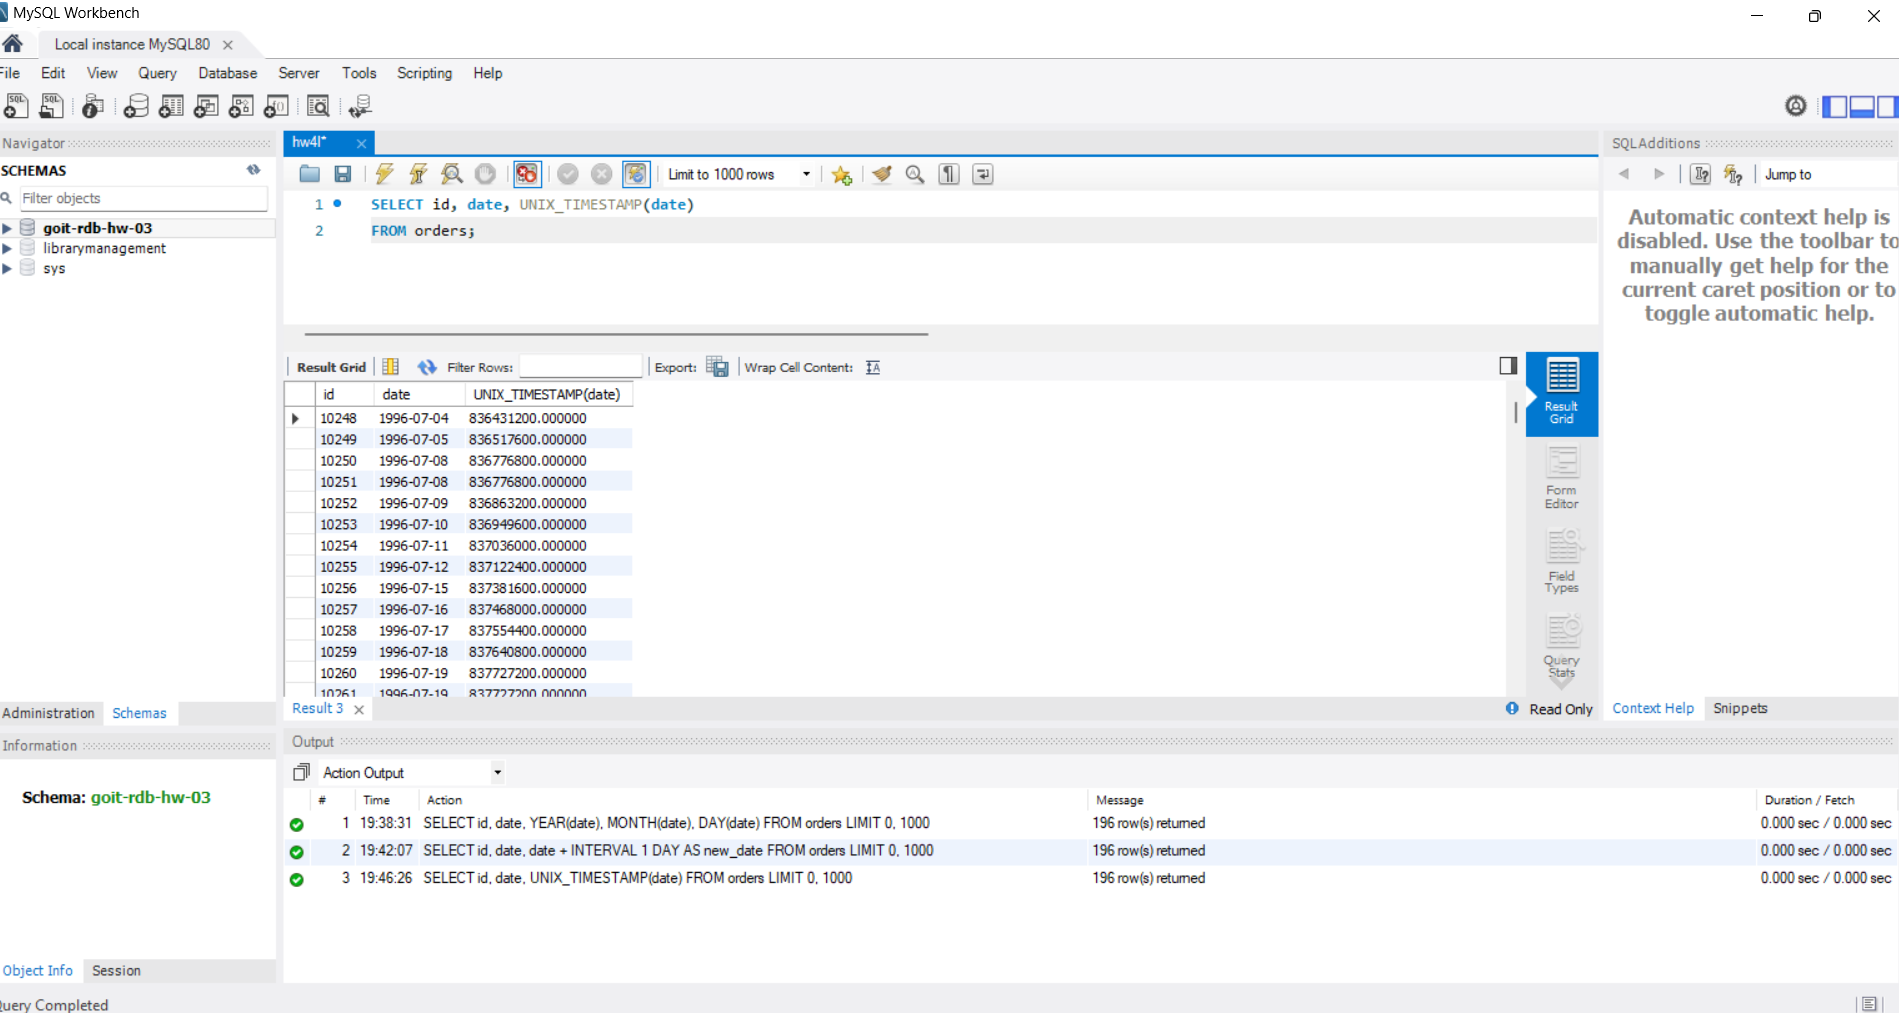 MySQL Workbench
Local instance MySQL80
File Edit View Query Database Server Tools Scripting Help
Navigator
SCHEMAS
Filter objects
goit-rdb-hw-03
librarymanagement
sys
Administration Schemas
Information
Schema: goit-rdb-hw-03
Object Info Session
Query Completed
hw4l*
Limit to 1000 rows
1 SELECT id, date, UNIX_TIMESTAMP(date)
2 FROM orders;
Result Grid Filter Rows: Export: Wrap Cell Content:
id date UNIX_TIMESTAMP(date)
10248 1996-07-04 836431200.000000
10249 1996-07-05 836517600.000000
10250 1996-07-08 836776800.000000
10251 1996-07-08 836776800.000000
10252 1996-07-09 836863200.000000
10253 1996-07-10 836949600.000000
10254 1996-07-11 837036000.000000
10255 1996-07-12 837122400.000000
10256 1996-07-15 837381600.000000
10257 1996-07-16 837468000.000000
10258 1996-07-17 837554400.000000
10259 1996-07-18 837640800.000000
10260 1996-07-19 837727200.000000
10261 1996-07-19 837727200.000000
Result
Grid
Form
Editor
Field
Types
Query
Stats
Result 3
Read Only
SQLAdditions
Jump to
Automatic context help is
disabled. Use the toolbar to
manually get help for the
current caret position or to
toggle automatic help.
Context Help Snippets
Output
Action Output
# Time Action Message Duration / Fetch
1 19:38:31 SELECT id, date, YEAR(date), MONTH(date), DAY(date) FROM orders LIMIT 0, 1000 196 row(s) returned 0.000 sec / 0.000 sec
2 19:42:07 SELECT id, date, date + INTERVAL 1 DAY AS new_date FROM orders LIMIT 0, 1000 196 row(s) returned 0.000 sec / 0.000 sec
3 19:46:26 SELECT id, date, UNIX_TIMESTAMP(date) FROM orders LIMIT 0, 1000 196 row(s) returned 0.000 sec / 0.000 sec